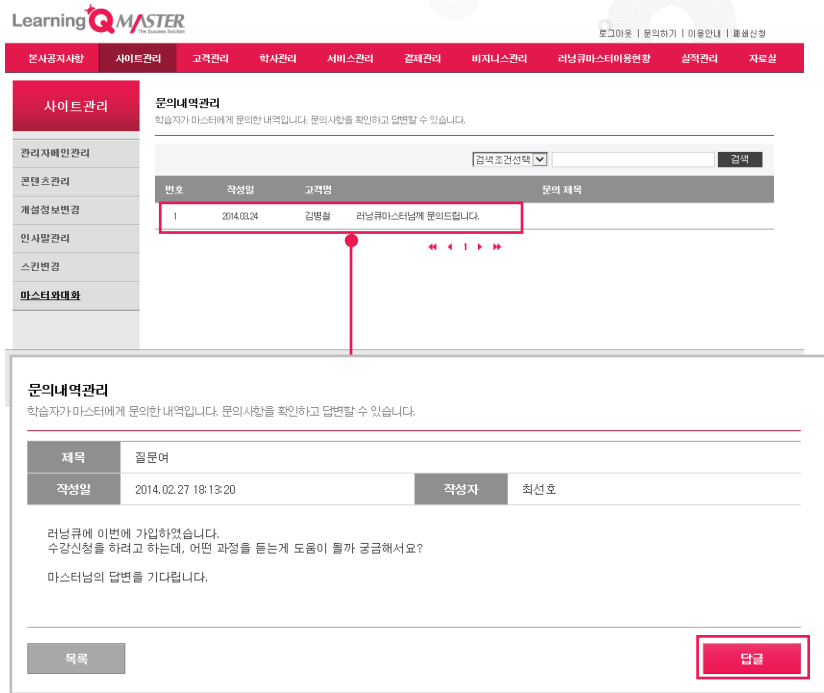 Learning Q MASTER
The Success Solution
로그아웃 | 문의하기 | 이용안내 | 폐쇄신청
본사공지사항 사이트관리 고객관리 학사관리 서비스관리 결제관리 비지니스관리 러닝큐마스터이용현황 실적관리 자료실
사이트관리
관리자메인관리
콘텐츠관리
개설정보변경
인사말관리
스킨변경
마스터와대화
문의내역관리
학습자가 마스터에게 문의한 내역입니다. 문의사항을 확인하고 답변할 수 있습니다.
검색조건선택 검색
번호 작성일 고객명 문의 제목
1 2014.03.24 김병철 러닝큐마스터님께 문의드립니다.
1
문의내역관리
학습자가 마스터에게 문의한 내역입니다. 문의사항을 확인하고 답변할 수 있습니다.
제목 질문여
작성일 2014.02.27 18:13:20 작성자 최선호
러닝큐에 이번에 가입하였습니다.
수강신청을 하려고 하는데, 어떤 과정을 듣는게 도움이 될까 궁금해서요?
마스터님의 답변을 기다립니다.
목록 답글